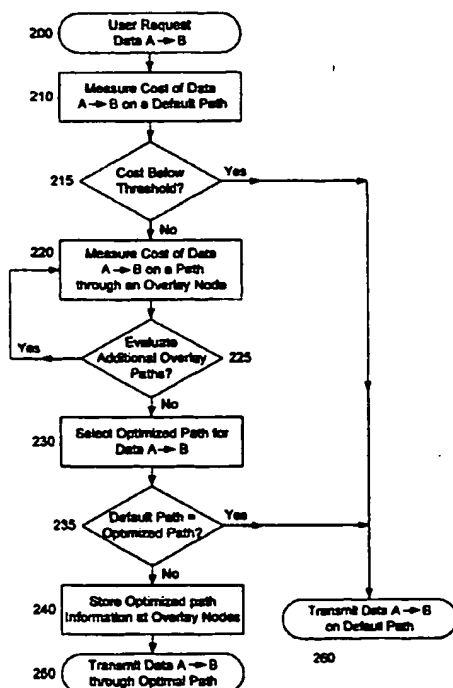 200
User Request
Data A → B
210
Measure Cost of Data
A → B on a Default Path
215
Cost Below
Threshold?
Yes
No
220
Measure Cost of Data
A → B on a Path
through an Overlay Node
Yes
Evaluate
Additional Overlay
Paths?
225
No
230
Select Optimized Path for
Data A → B
235
Default Path =
Optimized Path?
Yes
No
240
Store Optimized path
Information at Overlay Nodes
250
Transmit Data A → B
through Optimal Path
Transmit Data A → B
on Default Path
260